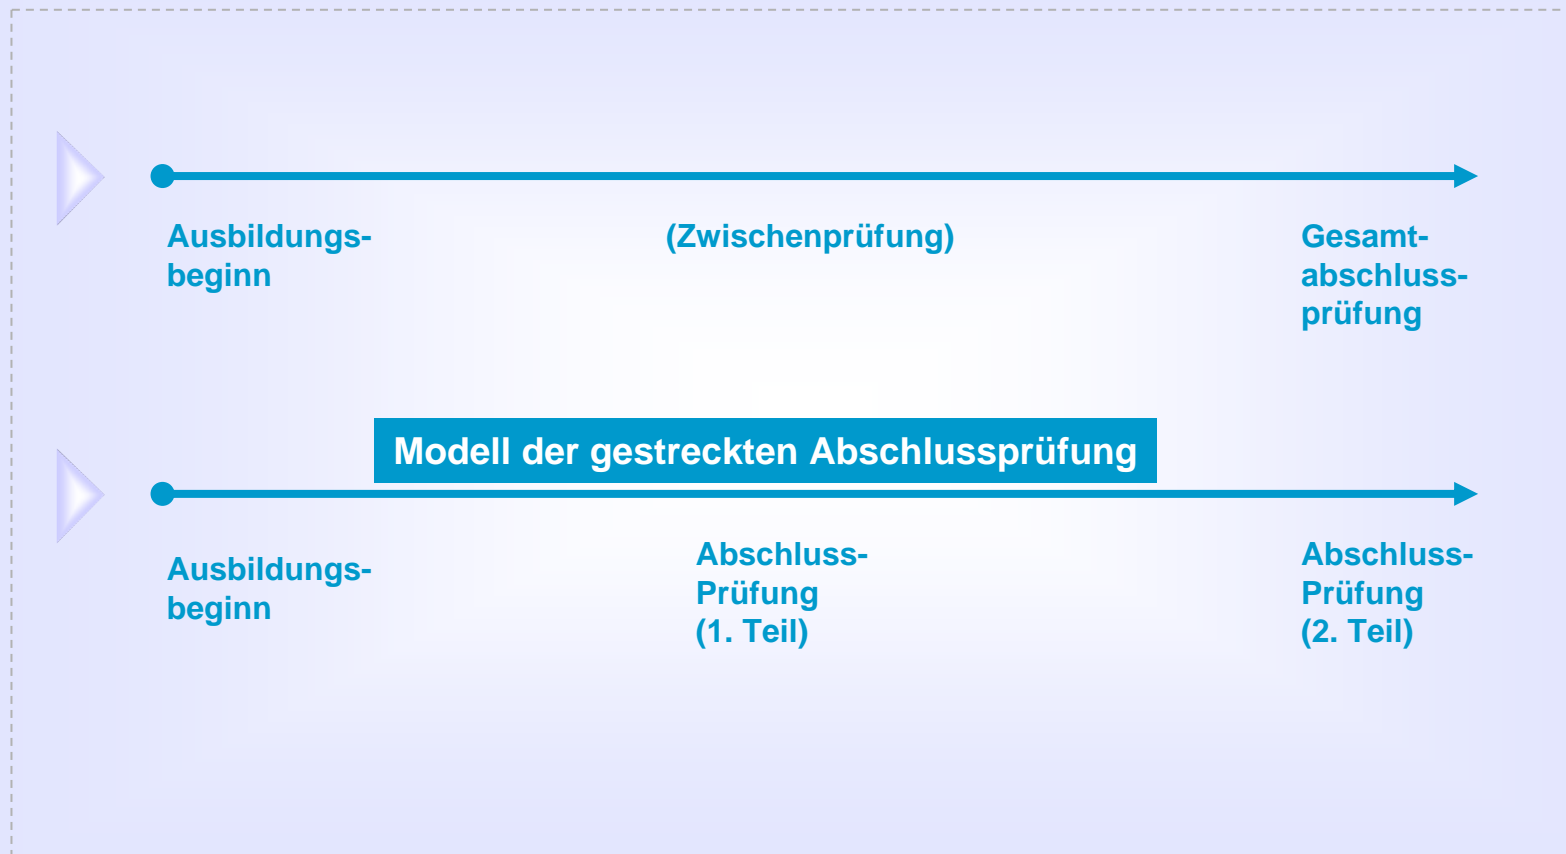 Ausbildungs-
beginn
(Zwischenprüfung)
Gesamt-
abschluss-
prüfung
Modell der gestreckten Abschlussprüfung
Ausbildungs-
beginn
Abschluss-
Prüfung
(1. Teil)
Abschluss-
Prüfung
(2. Teil)